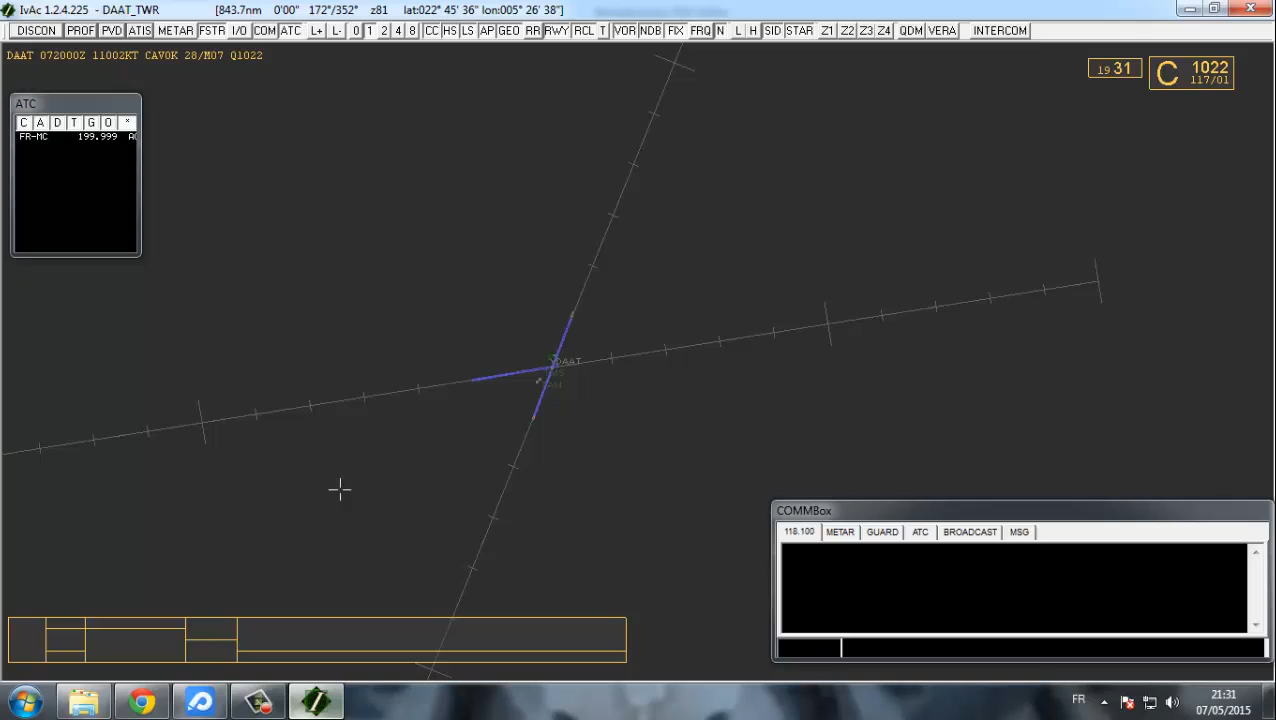 IvAc 1.2.4.225 - DAAT_TWR [843.7nm 0'00" 172°/352° z81 lat:022° 45' 36" lon:005° 26' 38"]
DISCON PROF PVD ATIS METAR FSTR I/O COM ATC L+ L- 0 1 2 4 8 CC HS LS AP GEO RR RWY RCL T VOR NDB FIX FRQ N L H SID STAR Z1 Z2 Z3 Z4 QDM VERA INTERCOM
DAAT 072000Z 11002KT CAVOK 28/M07 Q1022
19 31
C 1022
117/01
ATC
C A D T G O *
FR-MC 199.999
DAAT
COMMBox
118.100 METAR GUARD ATC BROADCAST MSG
FR
21:31
07/05/2015